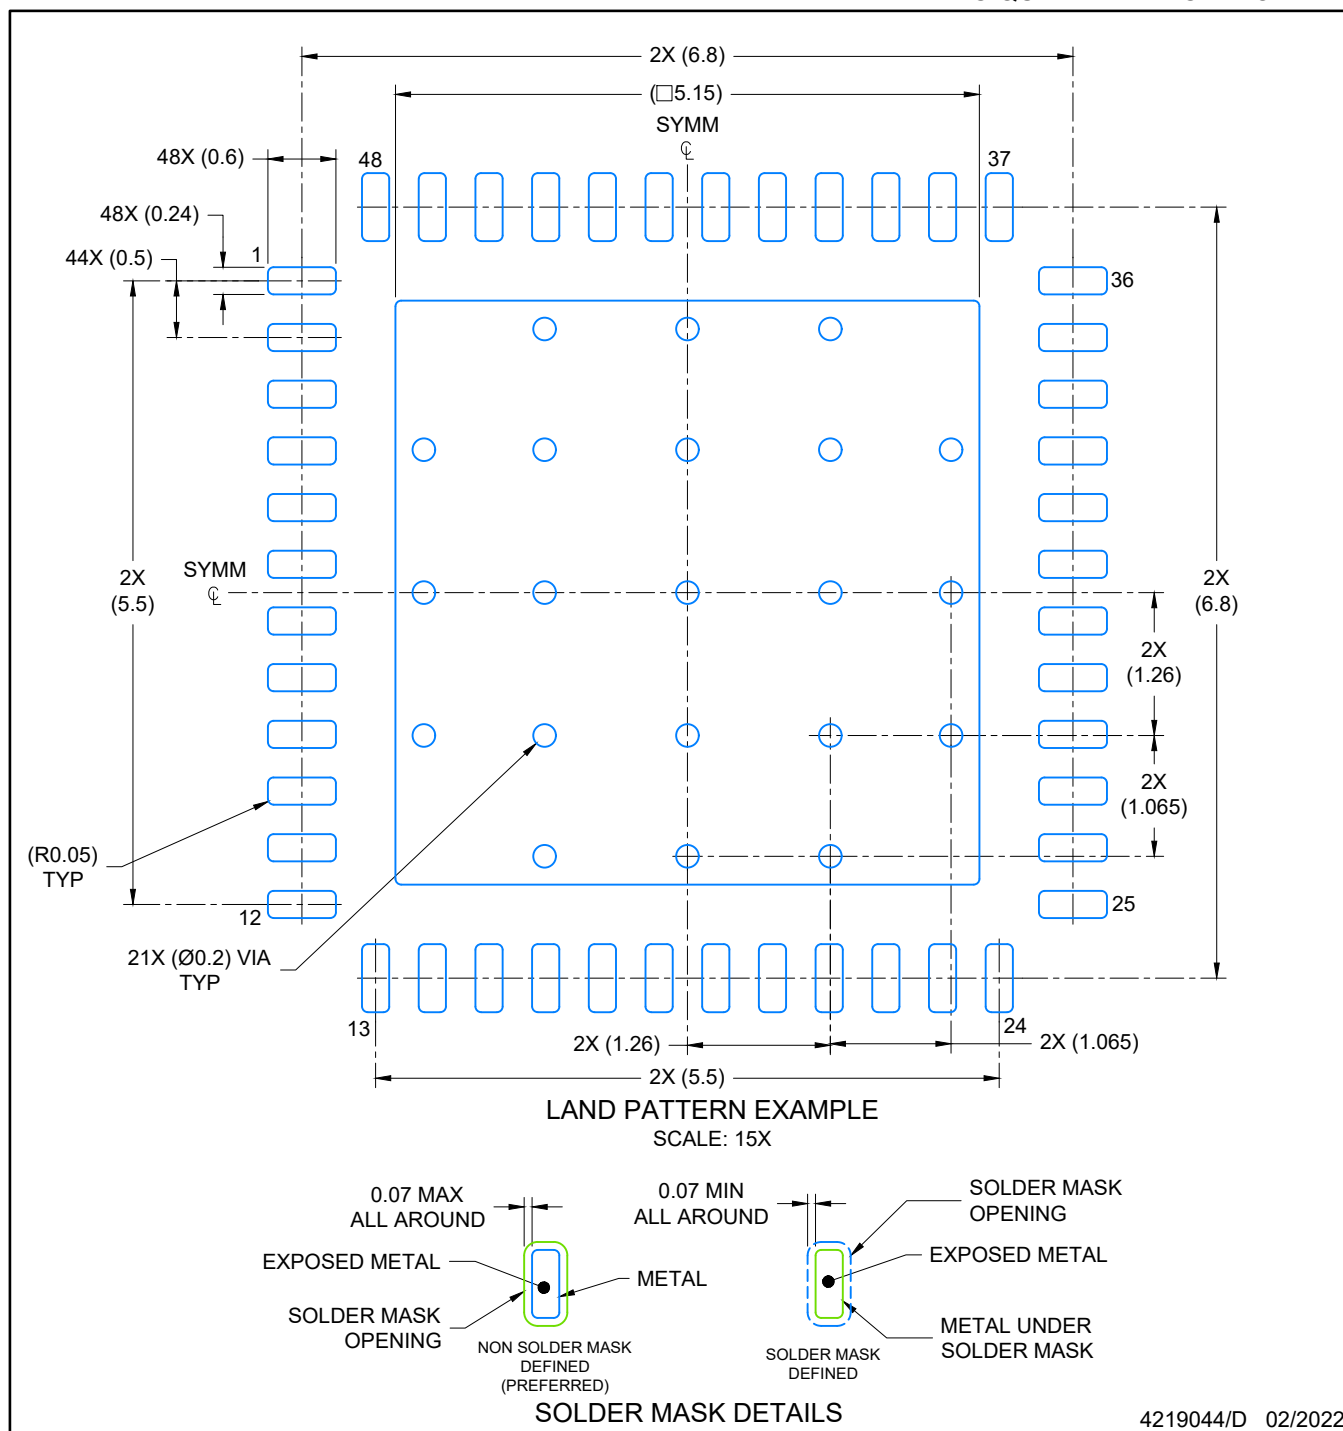 2X (6.8)
(□5.15)
SYMM
℄
48X (0.6)
48
37
48X (0.24)
44X (0.5)
1
36
2X
(5.5)
SYMM
℄
2X
(6.8)
2X
(1.26)
2X
(1.065)
(R0.05)
TYP
12
25
21X (Ø0.2) VIA
TYP
13
24
2X (1.26)
2X (1.065)
2X (5.5)
LAND PATTERN EXAMPLE
SCALE: 15X
0.07 MAX
ALL AROUND
EXPOSED METAL
METAL
SOLDER MASK
OPENING
NON SOLDER MASK
DEFINED
(PREFERRED)
0.07 MIN
ALL AROUND
SOLDER MASK
OPENING
EXPOSED METAL
METAL UNDER
SOLDER MASK
SOLDER MASK
DEFINED
SOLDER MASK DETAILS
4219044/D 02/2022